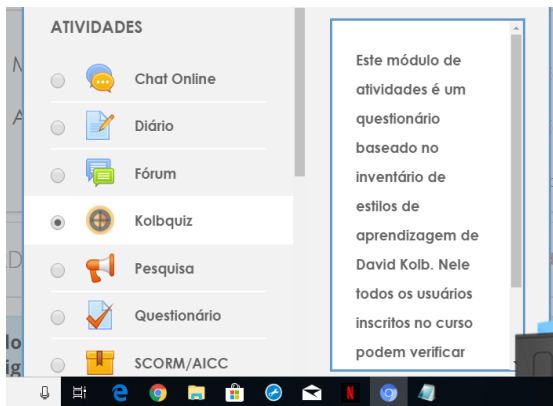 ATIVIDADES
Chat Online
Diário
Fórum
Kolbquiz
Pesquisa
Questionário
SCORM/AICC
Este módulo de
atividades é um
questionário
baseado no
inventário de
estilos de
aprendizagem de
David Kolb. Nele
todos os usuários
inscritos no curso
podem verificar